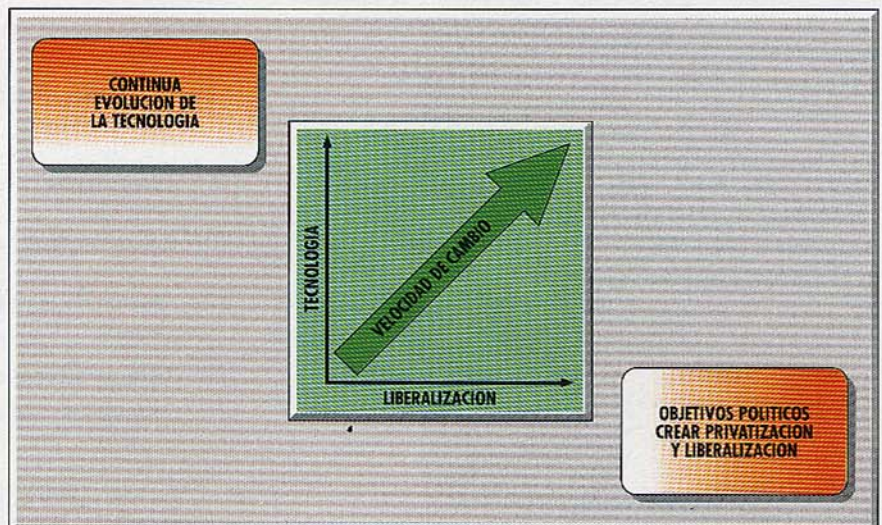 CONTINUA
EVOLUCION DE
LA TECNOLOGIA
TECNOLOGIA
VELOCIDAD DE CAMBIO
LIBERALIZACION
OBJETIVOS POLITICOS
CREAR PRIVATIZACION
Y LIBERALIZACION